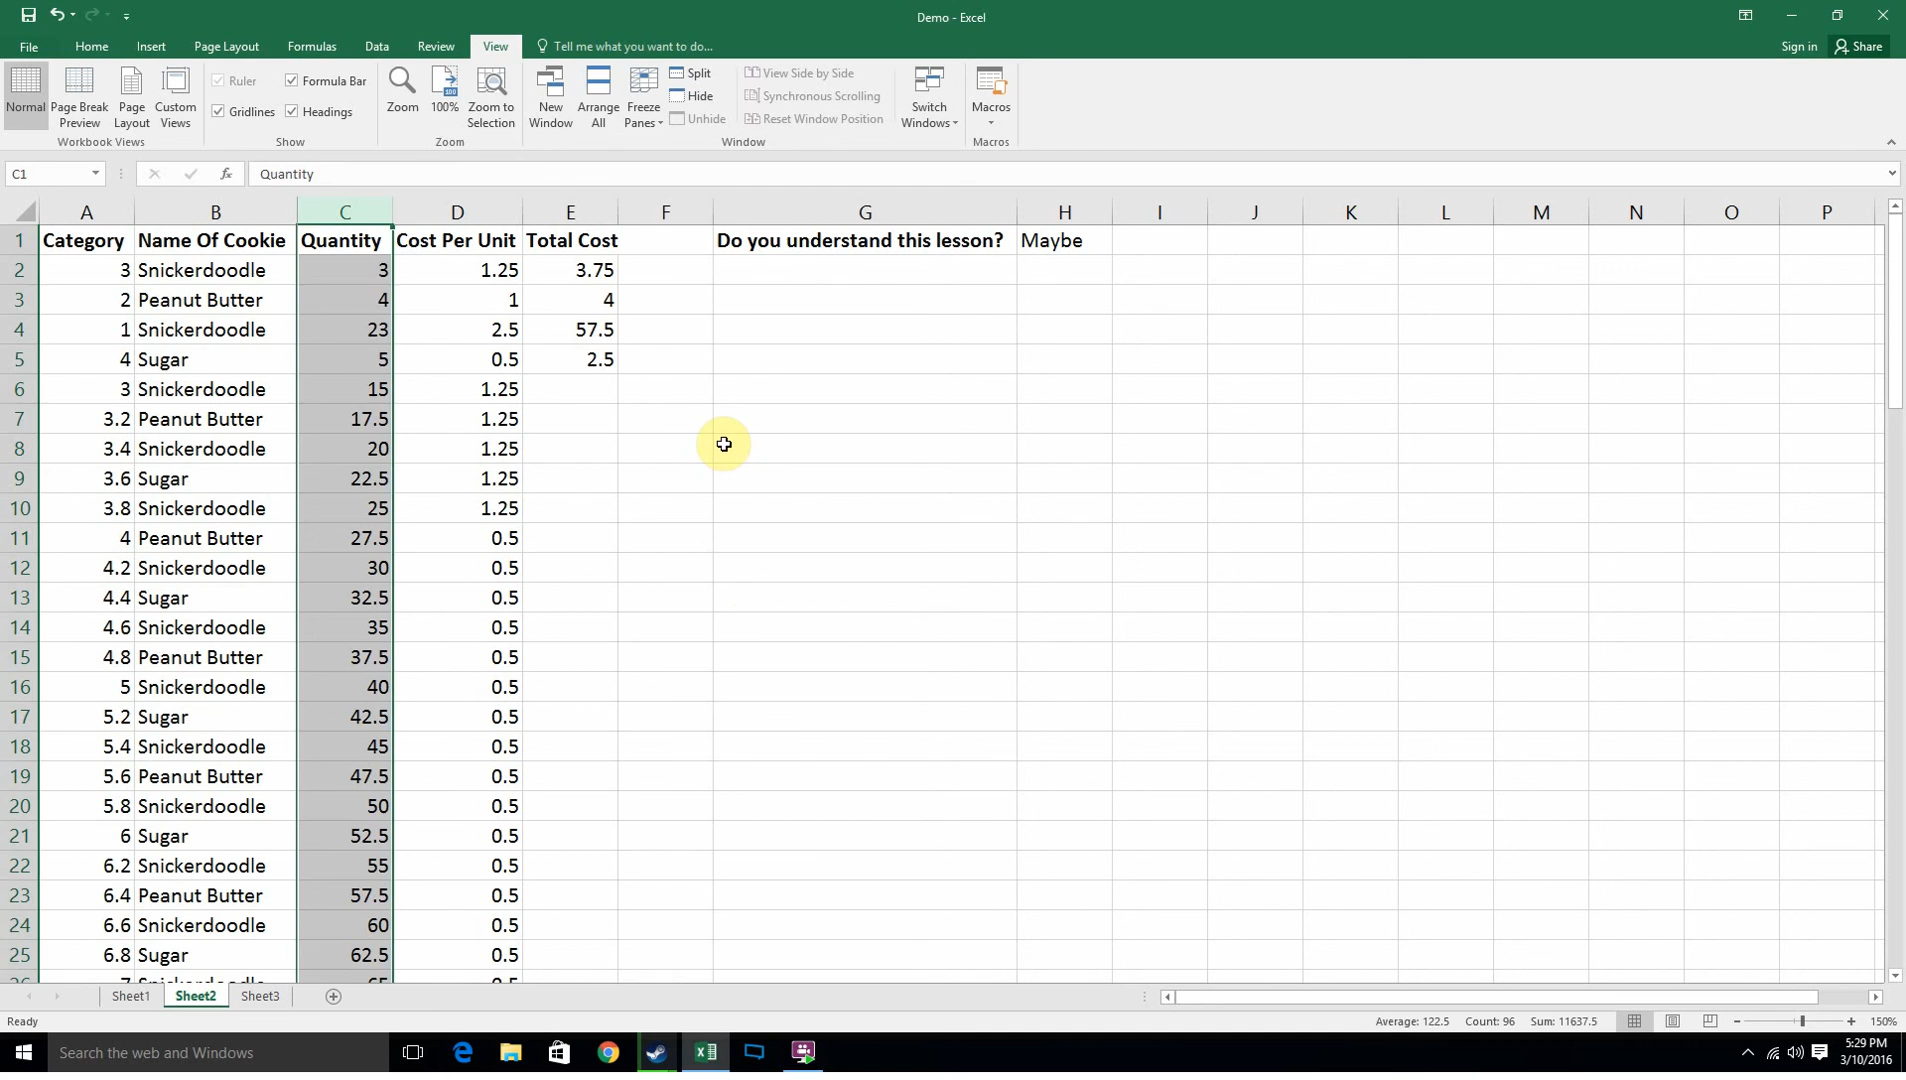 Demo - Excel
File Home Insert Page Layout Formulas Data Review View Tell me what you want to do... Sign in Share
Normal Page Break Preview Page Layout Custom Views
Ruler Formula Bar
Gridlines Headings
Zoom 100% Zoom to Selection
New Window Arrange All Freeze Panes
Split
Hide
Unhide
View Side by Side
Synchronous Scrolling
Reset Window Position
Switch Windows Macros
Workbook Views Show Zoom Window Macros
C1 fx Quantity
A B C D E F G H I J K L M N O P
1 Category Name Of Cookie Quantity Cost Per Unit Total Cost Do you understand this lesson? Maybe
2 3 Snickerdoodle 3 1.25 3.75
3 2 Peanut Butter 4 1 4
4 1 Snickerdoodle 23 2.5 57.5
5 4 Sugar 5 0.5 2.5
6 3 Snickerdoodle 15 1.25
7 3.2 Peanut Butter 17.5 1.25
8 3.4 Snickerdoodle 20 1.25
9 3.6 Sugar 22.5 1.25
10 3.8 Snickerdoodle 25 1.25
11 4 Peanut Butter 27.5 0.5
12 4.2 Snickerdoodle 30 0.5
13 4.4 Sugar 32.5 0.5
14 4.6 Snickerdoodle 35 0.5
15 4.8 Peanut Butter 37.5 0.5
16 5 Snickerdoodle 40 0.5
17 5.2 Sugar 42.5 0.5
18 5.4 Snickerdoodle 45 0.5
19 5.6 Peanut Butter 47.5 0.5
20 5.8 Snickerdoodle 50 0.5
21 6 Sugar 52.5 0.5
22 6.2 Snickerdoodle 55 0.5
23 6.4 Peanut Butter 57.5 0.5
24 6.6 Snickerdoodle 60 0.5
25 6.8 Sugar 62.5 0.5
Sheet1 Sheet2 Sheet3
Ready Average: 122.5 Count: 96 Sum: 11637.5 150%
Search the web and Windows
5:29 PM
3/10/2016